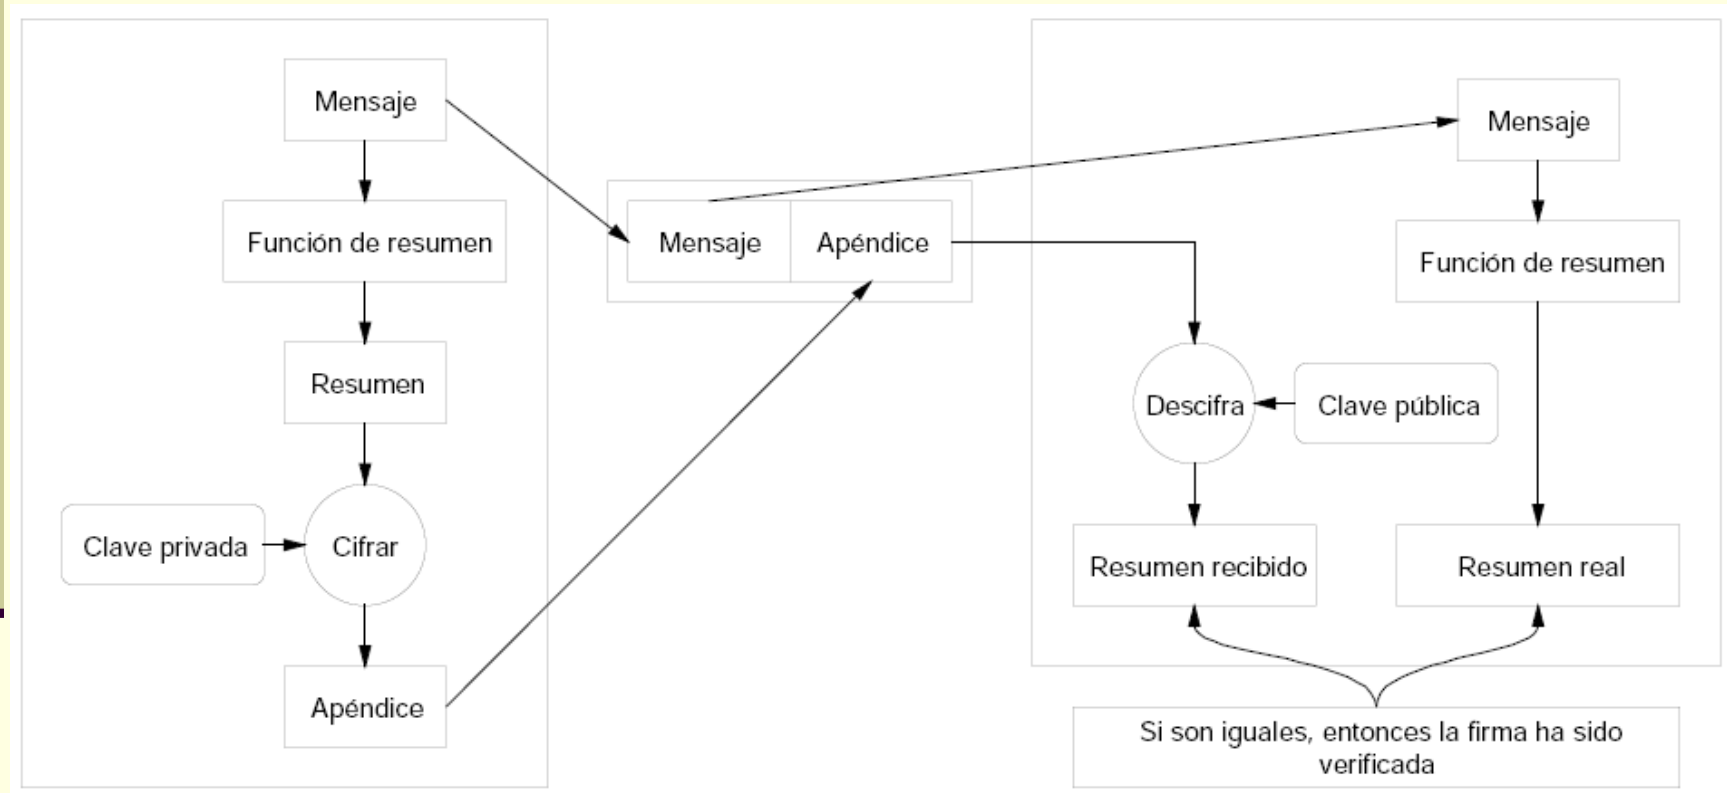 Mensaje
Función de resumen
Resumen
Clave privada
Cifrar
Apéndice
Mensaje
Apéndice
Mensaje
Función de resumen
Descifra
Clave pública
Resumen recibido
Resumen real
Si son iguales, entonces la firma ha sido
verificada